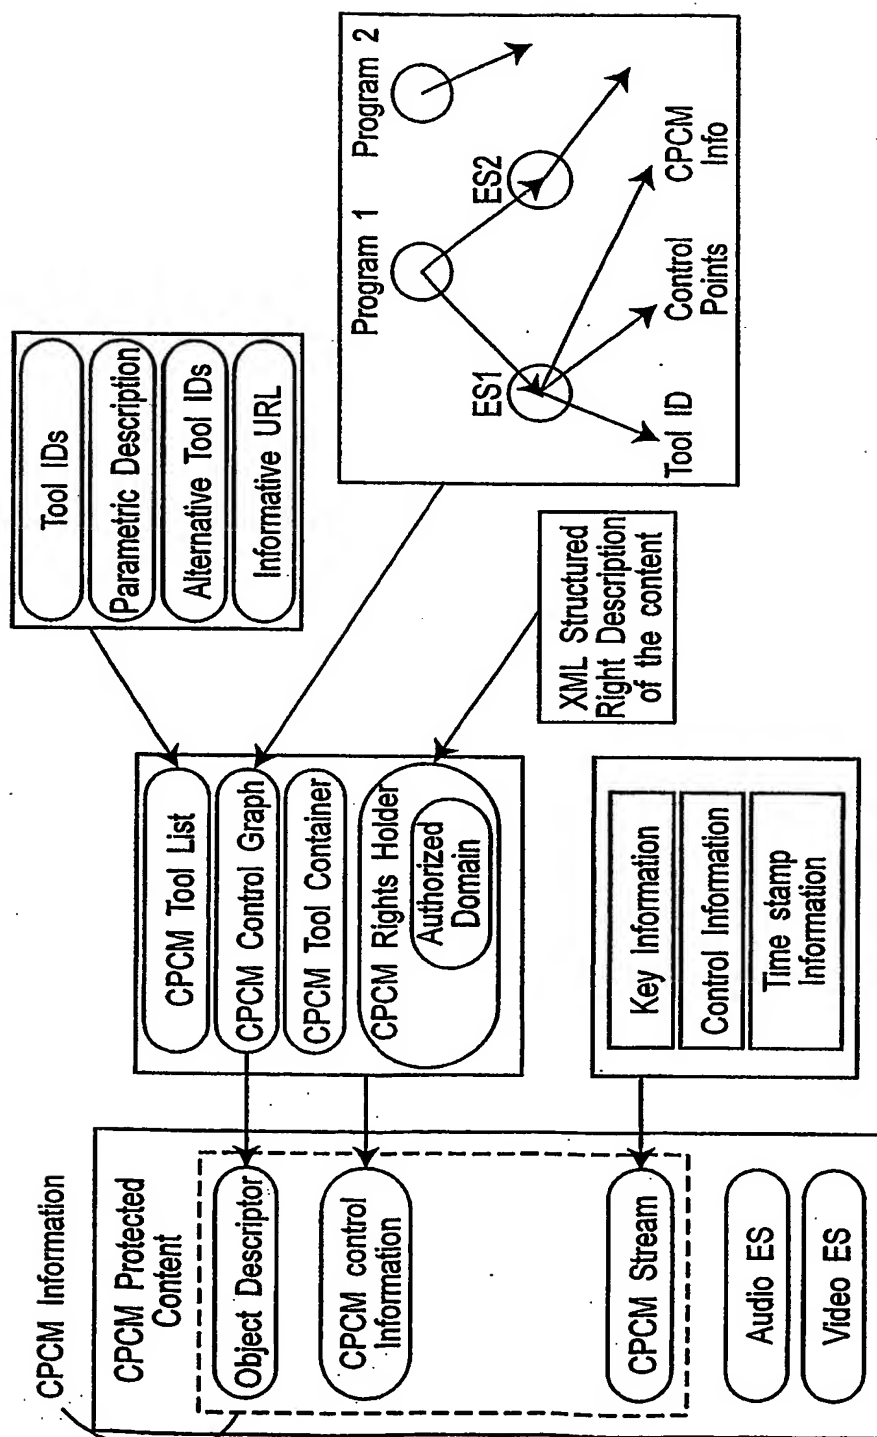 CPCM Information
CPCM Protected
Content
Object Descriptor
CPCM control
Information
CPCM Stream
Audio ES
Video ES
CPCM Tool List
CPCM Control Graph
CPCM Tool Container
CPCM Rights Holder
Authorized
Domain
Key Information
Control Information
Time stamp
Information
Tool IDs
Parametric Description
Alternative Tool IDs
Informative URL
XML Structured
Right Description
of the content
Program 1
Program 2
ES1
ES2
Tool ID
Control
Points
CPCM
Info